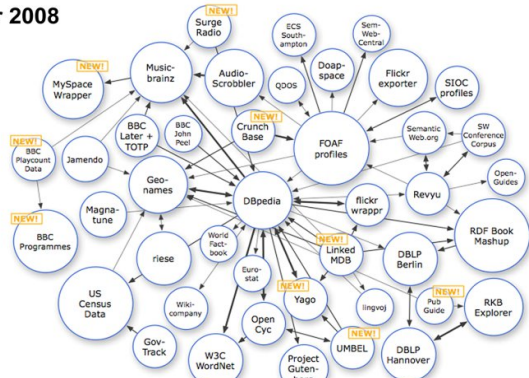 r 2008
NEW!
Surge
Radio
ECS
South-
ampton
Sem-
Web-
Central
NEW!
MySpace
Wrapper
Music-
brainz
Audio-
Scrobbler
QDOS
Doap-
space
Flickr
exporter
SIOC
profiles
NEW!
BBC
Playcount
Data
Jamendo
BBC
Later +
TOTP
BBC
John
Peel
NEW!
Crunch
Base
FOAF
profiles
Semantic
Web.org
SW
Conference
Corpus
Geo-
names
DBpedia
flickr
wrappr
Revyu
Open-
Guides
Magna-
tune
NEW!
BBC
Programmes
riese
World
Fact-
book
NEW!
Linked
MDB
DBLP
Berlin
RDF Book
Mashup
Euro-
stat
US
Census
Data
Wiki-
company
NEW!
Yago
lingvoj
NEW!
Pub
Guide
RKB
Explorer
Open
Cyc
Gov-
Track
W3C
WordNet
Project
Guten-
NEW!
UMBEL
DBLP
Hannover